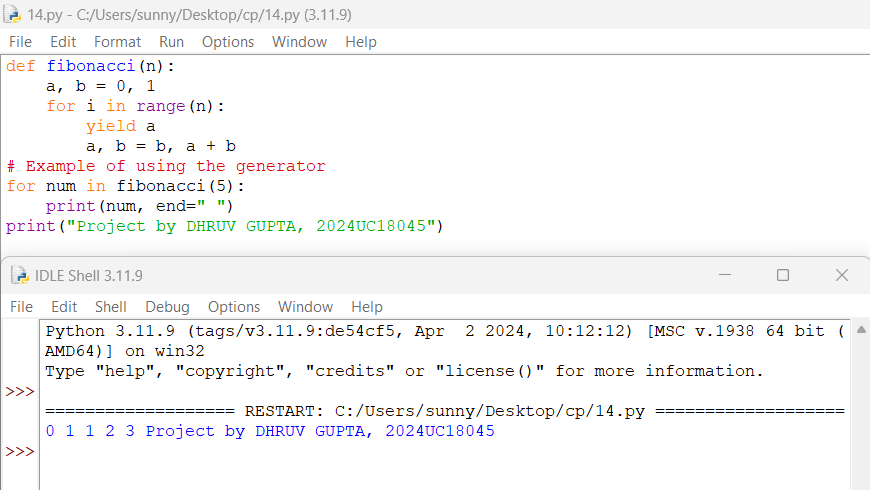 14.py - C:/Users/sunny/Desktop/cp/14.py (3.11.9)
File Edit Format Run Options Window Help
def fibonacci(n):
    a, b = 0, 1
    for i in range(n):
        yield a
        a, b = b, a + b
# Example of using the generator
for num in fibonacci(5):
    print(num, end=" ")
print("Project by DHRUV GUPTA, 2024UC18045")
IDLE Shell 3.11.9
File Edit Shell Debug Options Window Help
Python 3.11.9 (tags/v3.11.9:de54cf5, Apr  2 2024, 10:12:12) [MSC v.1938 64 bit (
AMD64)] on win32
Type "help", "copyright", "credits" or "license()" for more information.
>>>
=================== RESTART: C:/Users/sunny/Desktop/cp/14.py ===================
0 1 1 2 3 Project by DHRUV GUPTA, 2024UC18045
>>>